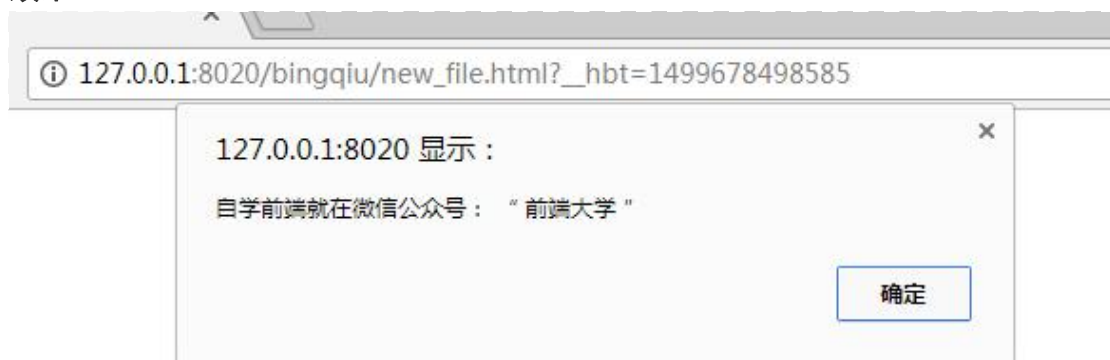 127.0.0.1:8020/bingqiu/new_file.html?__hbt=1499678498585
127.0.0.1:8020 显示：
自学前端就在微信公众号：“ 前端大学 ”
确定